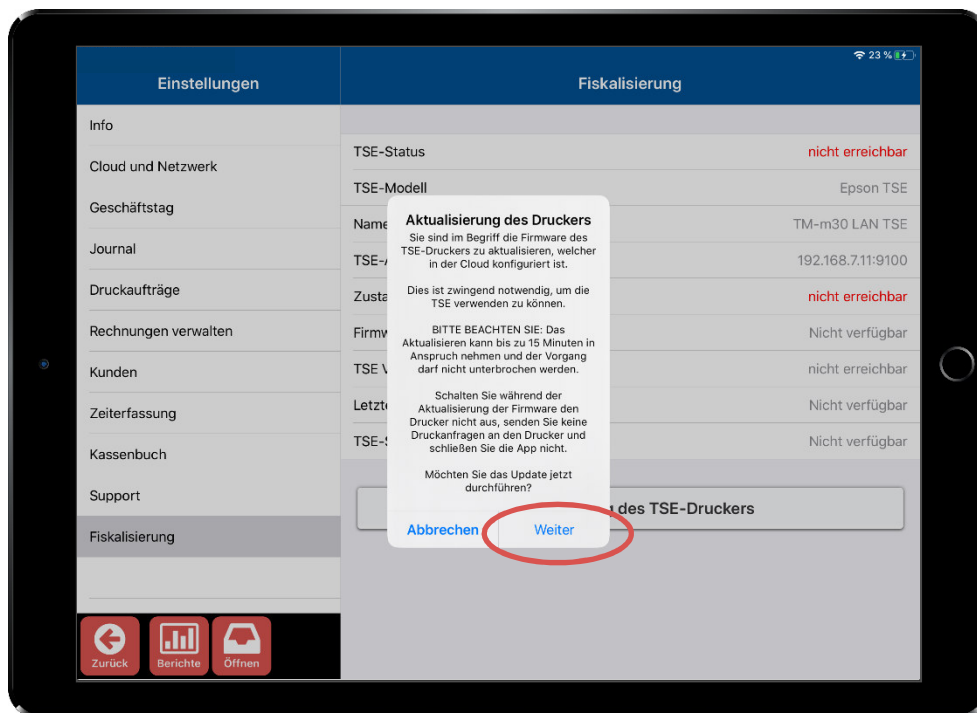 23 %
Einstellungen
Fiskalisierung
Info
Cloud und Netzwerk
Geschäftstag
Journal
Druckaufträge
Rechnungen verwalten
Kunden
Zeiterfassung
Kassenbuch
Support
Fiskalisierung
Zurück
Berichte
Öffnen
TSE-Status nicht erreichbar
TSE-Modell Epson TSE
Name TM-m30 LAN TSE
192.168.7.11:9100
nicht erreichbar
Nicht verfügbar
TSE nicht erreichbar
Nicht verfügbar
Nicht verfügbar
des TSE-Druckers
Aktualisierung des Druckers
Sie sind im Begriff die Firmware des
TSE-Druckers zu aktualisieren, welcher
in der Cloud konfiguriert ist.
Dies ist zwingend notwendig, um die
TSE verwenden zu können.
BITTE BEACHTEN SIE: Das
Aktualisieren kann bis zu 15 Minuten in
Anspruch nehmen und der Vorgang
darf nicht unterbrochen werden.
Schalten Sie während der
Aktualisierung der Firmware den
Drucker nicht aus, senden Sie keine
Druckanfragen an den Drucker und
schließen Sie die App nicht.
Möchten Sie das Update jetzt
durchführen?
Abbrechen Weiter